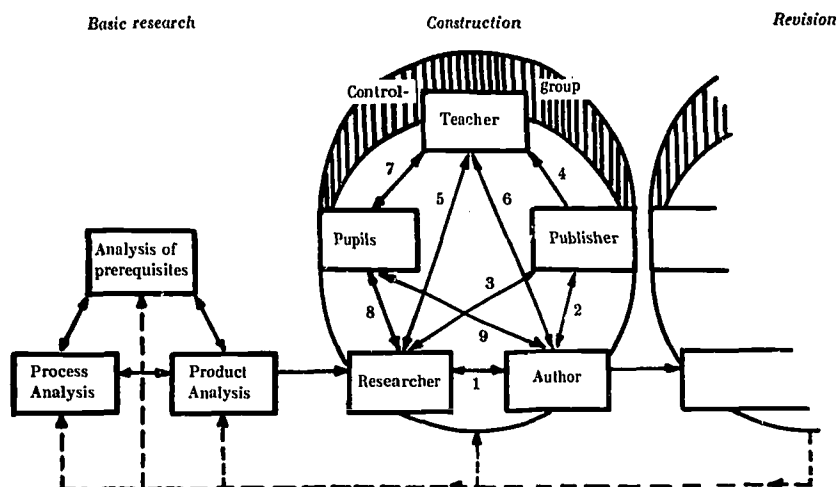 Basic research
Construction
Revision
Control-
group
Teacher
7
5
6
4
Pupils
Publisher
Analysis of
prerequisites
3
8
9
2
Process
Analysis
Product
Analysis
Researcher
1
Author